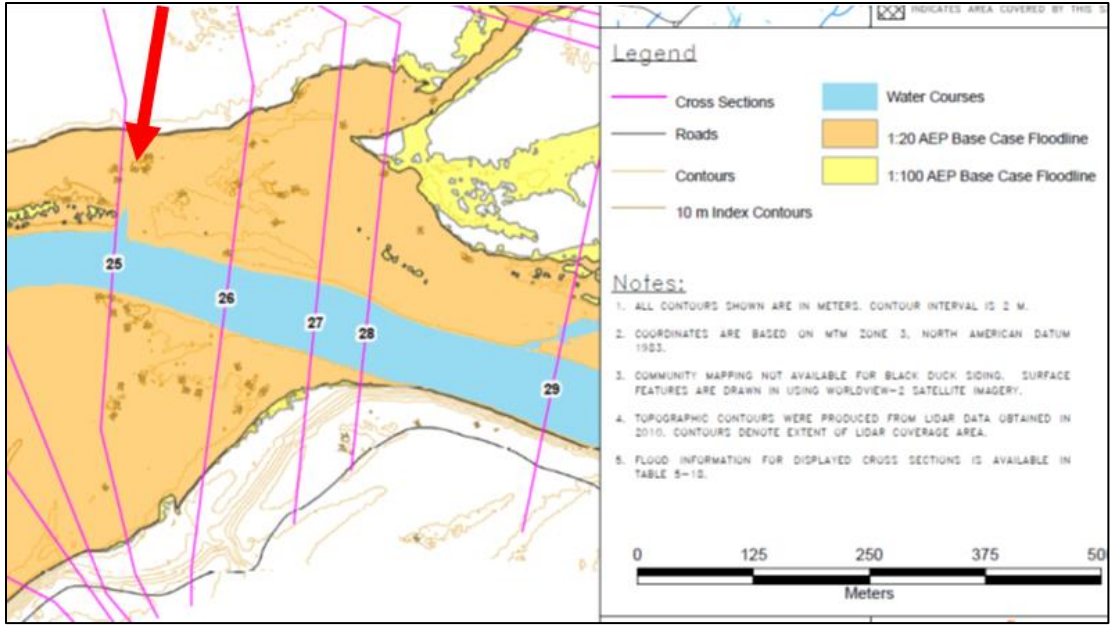 INDICATES AREA COVERED BY THIS
Legend
Cross Sections
Roads
Contours
10 m Index Contours
Water Courses
1:20 AEP Base Case Floodline
1:100 AEP Base Case Floodline
25
26
27
28
29
Notes:
1. ALL CONTOURS SHOWN ARE IN METERS. CONTOUR INTERVAL IS 2 M.
2. COORDINATES ARE BASED ON MTM ZONE 3, NORTH AMERICAN DATUM
1983.
3. COMMUNITY MAPPING NOT AVAILABLE FOR BLACK DUCK SIDING. SURFACE
FEATURES ARE DRAWN IN USING WORLDVIEW-2 SATELLITE IMAGERY.
4. TOPOGRAPHIC CONTOURS WERE PRODUCED FROM LIDAR DATA OBTAINED IN
2010. CONTOURS DENOTE EXTENT OF LIDAR COVERAGE AREA.
5. FLOOD INFORMATION FOR DISPLAYED CROSS SECTIONS IS AVAILABLE IN
TABLE 5-10.
0 125 250 375 500
Meters